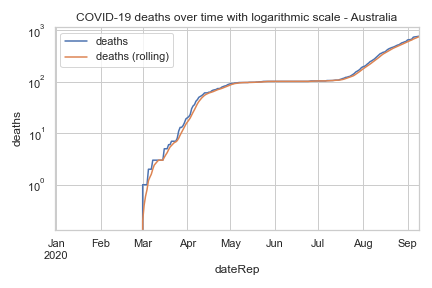 COVID-19 deaths over time with logarithmic scale - Australia
10³
deaths
deaths (rolling)
10²
deaths
10¹
10⁰
Jan Feb Mar Apr May Jun Jul Aug Sep
2020
dateRep